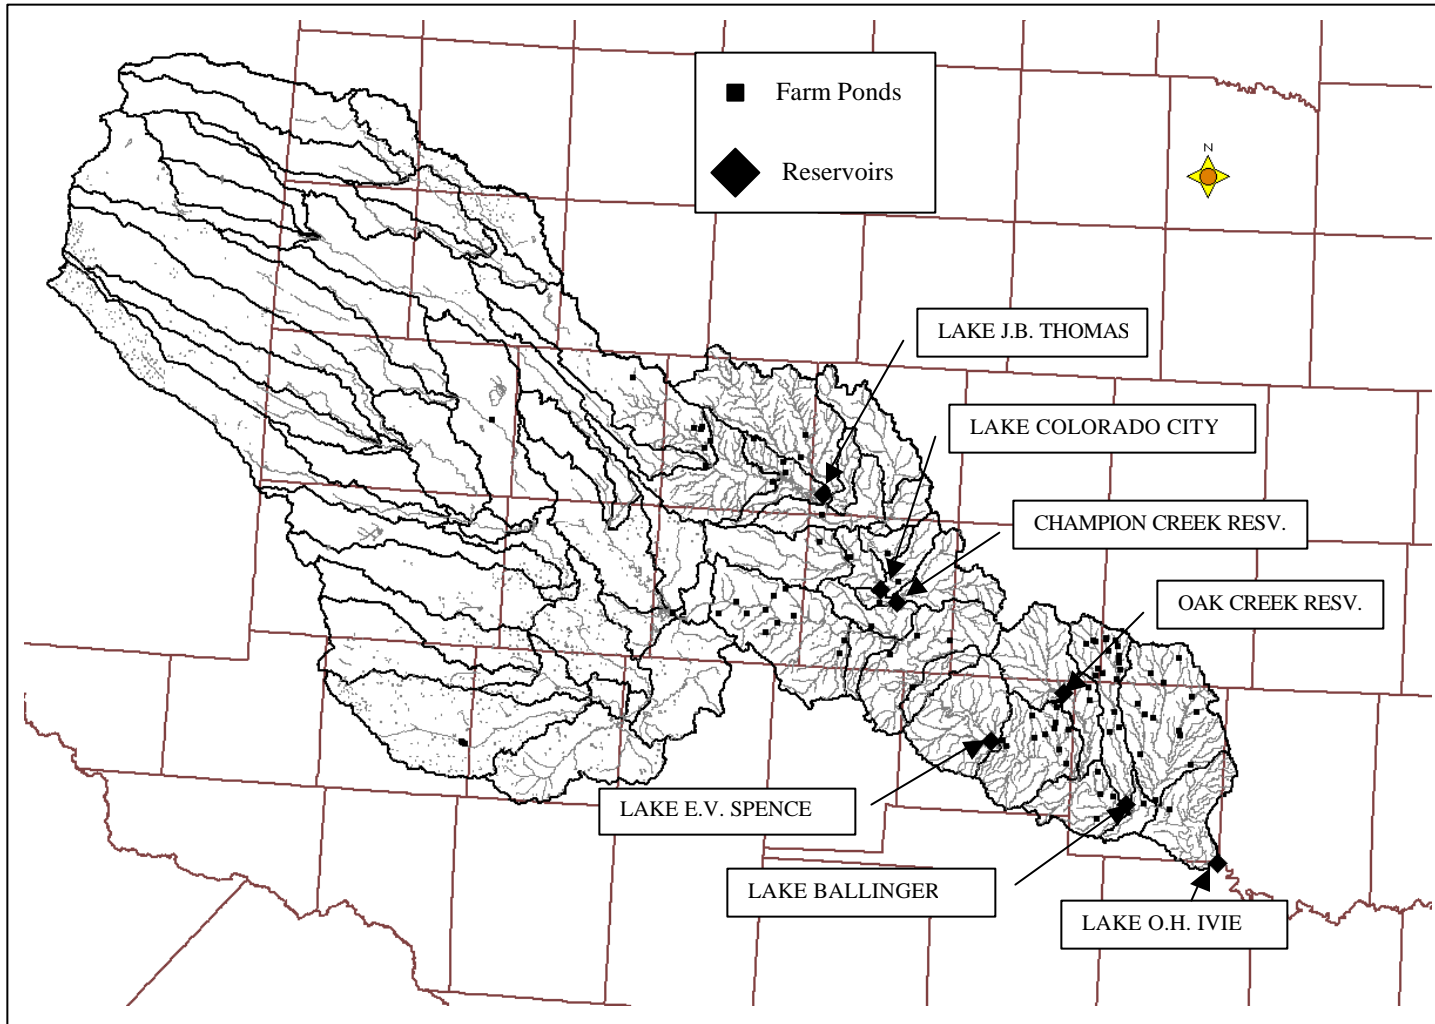 Farm Ponds
Reservoirs
N
LAKE J.B. THOMAS
LAKE COLORADO CITY
CHAMPION CREEK RESV.
OAK CREEK RESV.
LAKE E.V. SPENCE
LAKE BALLINGER
LAKE O.H. IVIE